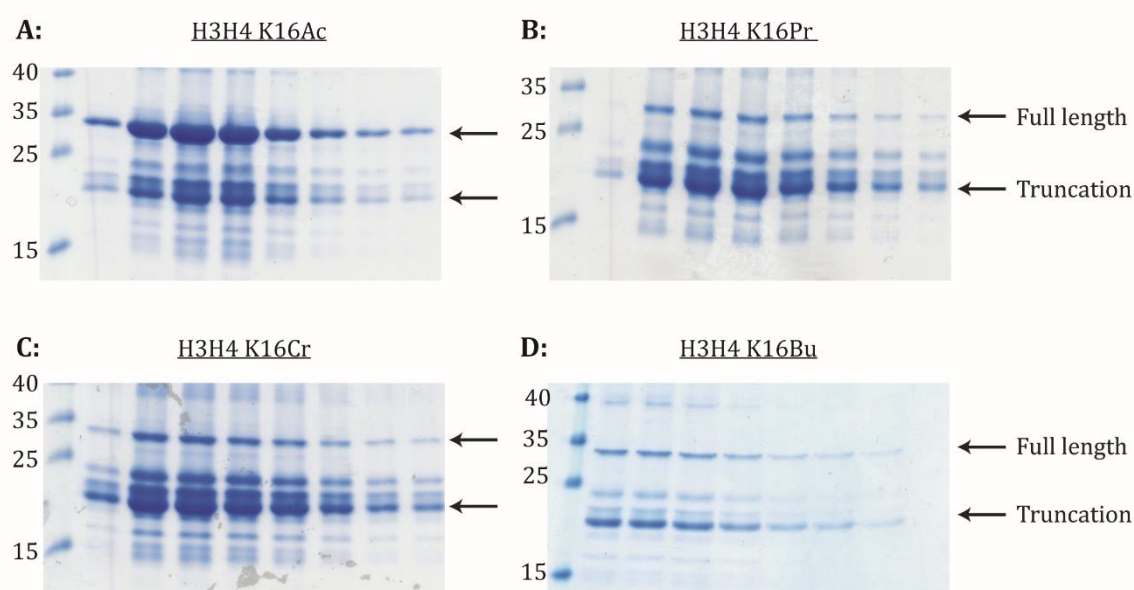 A:
H3H4 K16Ac
40
35
25
15
B:
H3H4 K16Pr
35
25
15
Full length
Truncation
C:
H3H4 K16Cr
40
35
25
15
D:
H3H4 K16Bu
40
35
25
15
Full length
Truncation